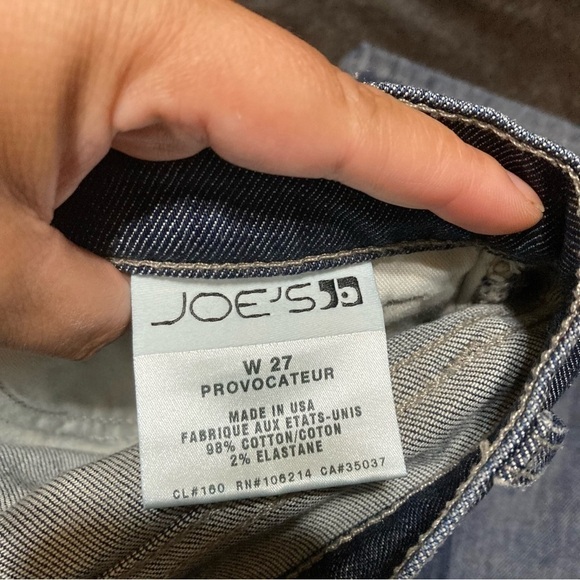 JOE'S
W 27
PROVOCATEUR
MADE IN USA
FABRIQUE AUX ETATS-UNIS
98% COTTON/COTON
2% ELASTANE
CL#160 RN#106214 CA#35037